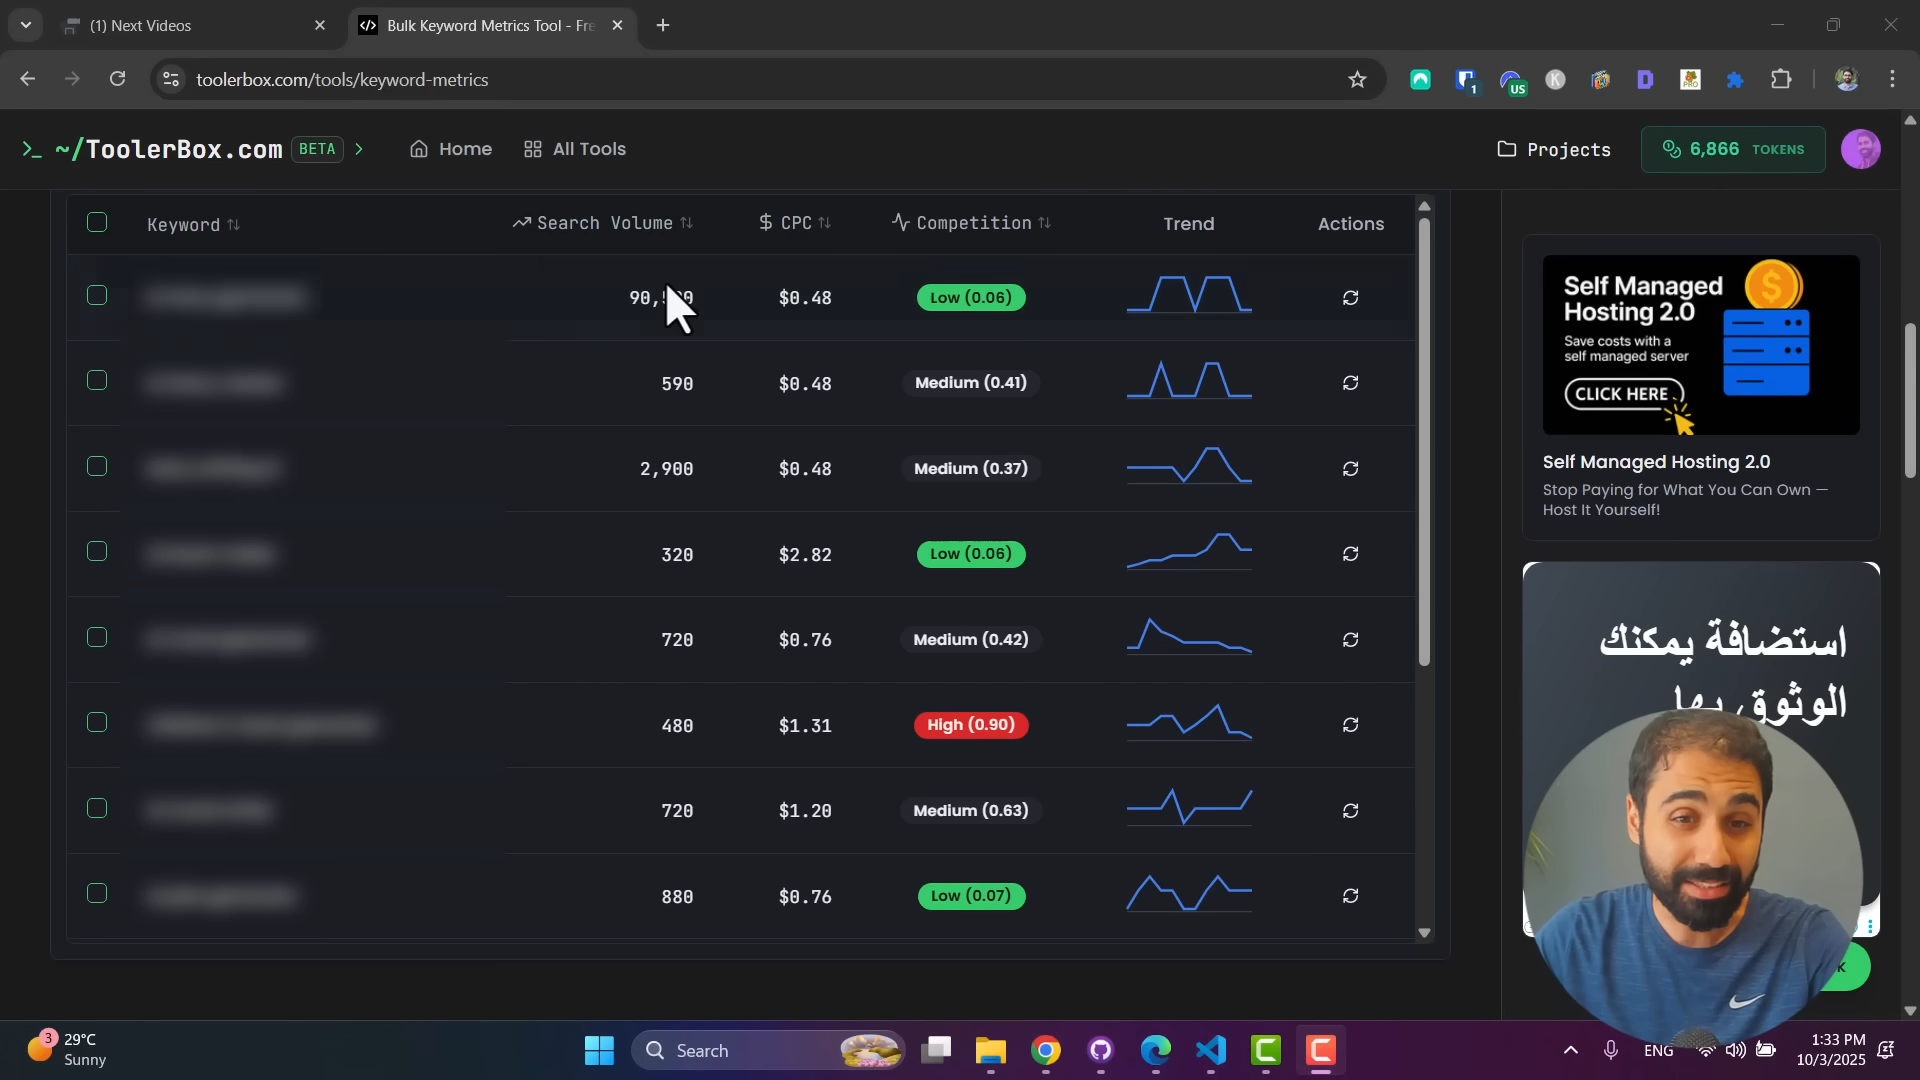 (1) Next Videos
Bulk Keyword Metrics Tool - Fre
toolerbox.com/tools/keyword-metrics
1
US
K
D
PRO
~/ToolerBox.com BETA
Home
All Tools
Projects
6,866 TOKENS
Keyword
Search Volume
$ CPC
Competition
Trend
Actions
$0.48
Low (0.06)
590
$0.48
Medium (0.41)
2,900
$0.48
Medium (0.37)
320
$2.82
Low (0.06)
720
$0.76
Medium (0.42)
480
$1.31
High (0.90)
720
$1.20
Medium (0.63)
880
$0.76
Low (0.07)
Self Managed
Hosting 2.0
Save costs with a
self managed server
CLICK HERE
Self Managed Hosting 2.0
Stop Paying for What You Can Own —
Host It Yourself!
استضافة يمكنك
الوثوق بها
3
29°C
Sunny
Search
ENG
1:33 PM
10/3/2025